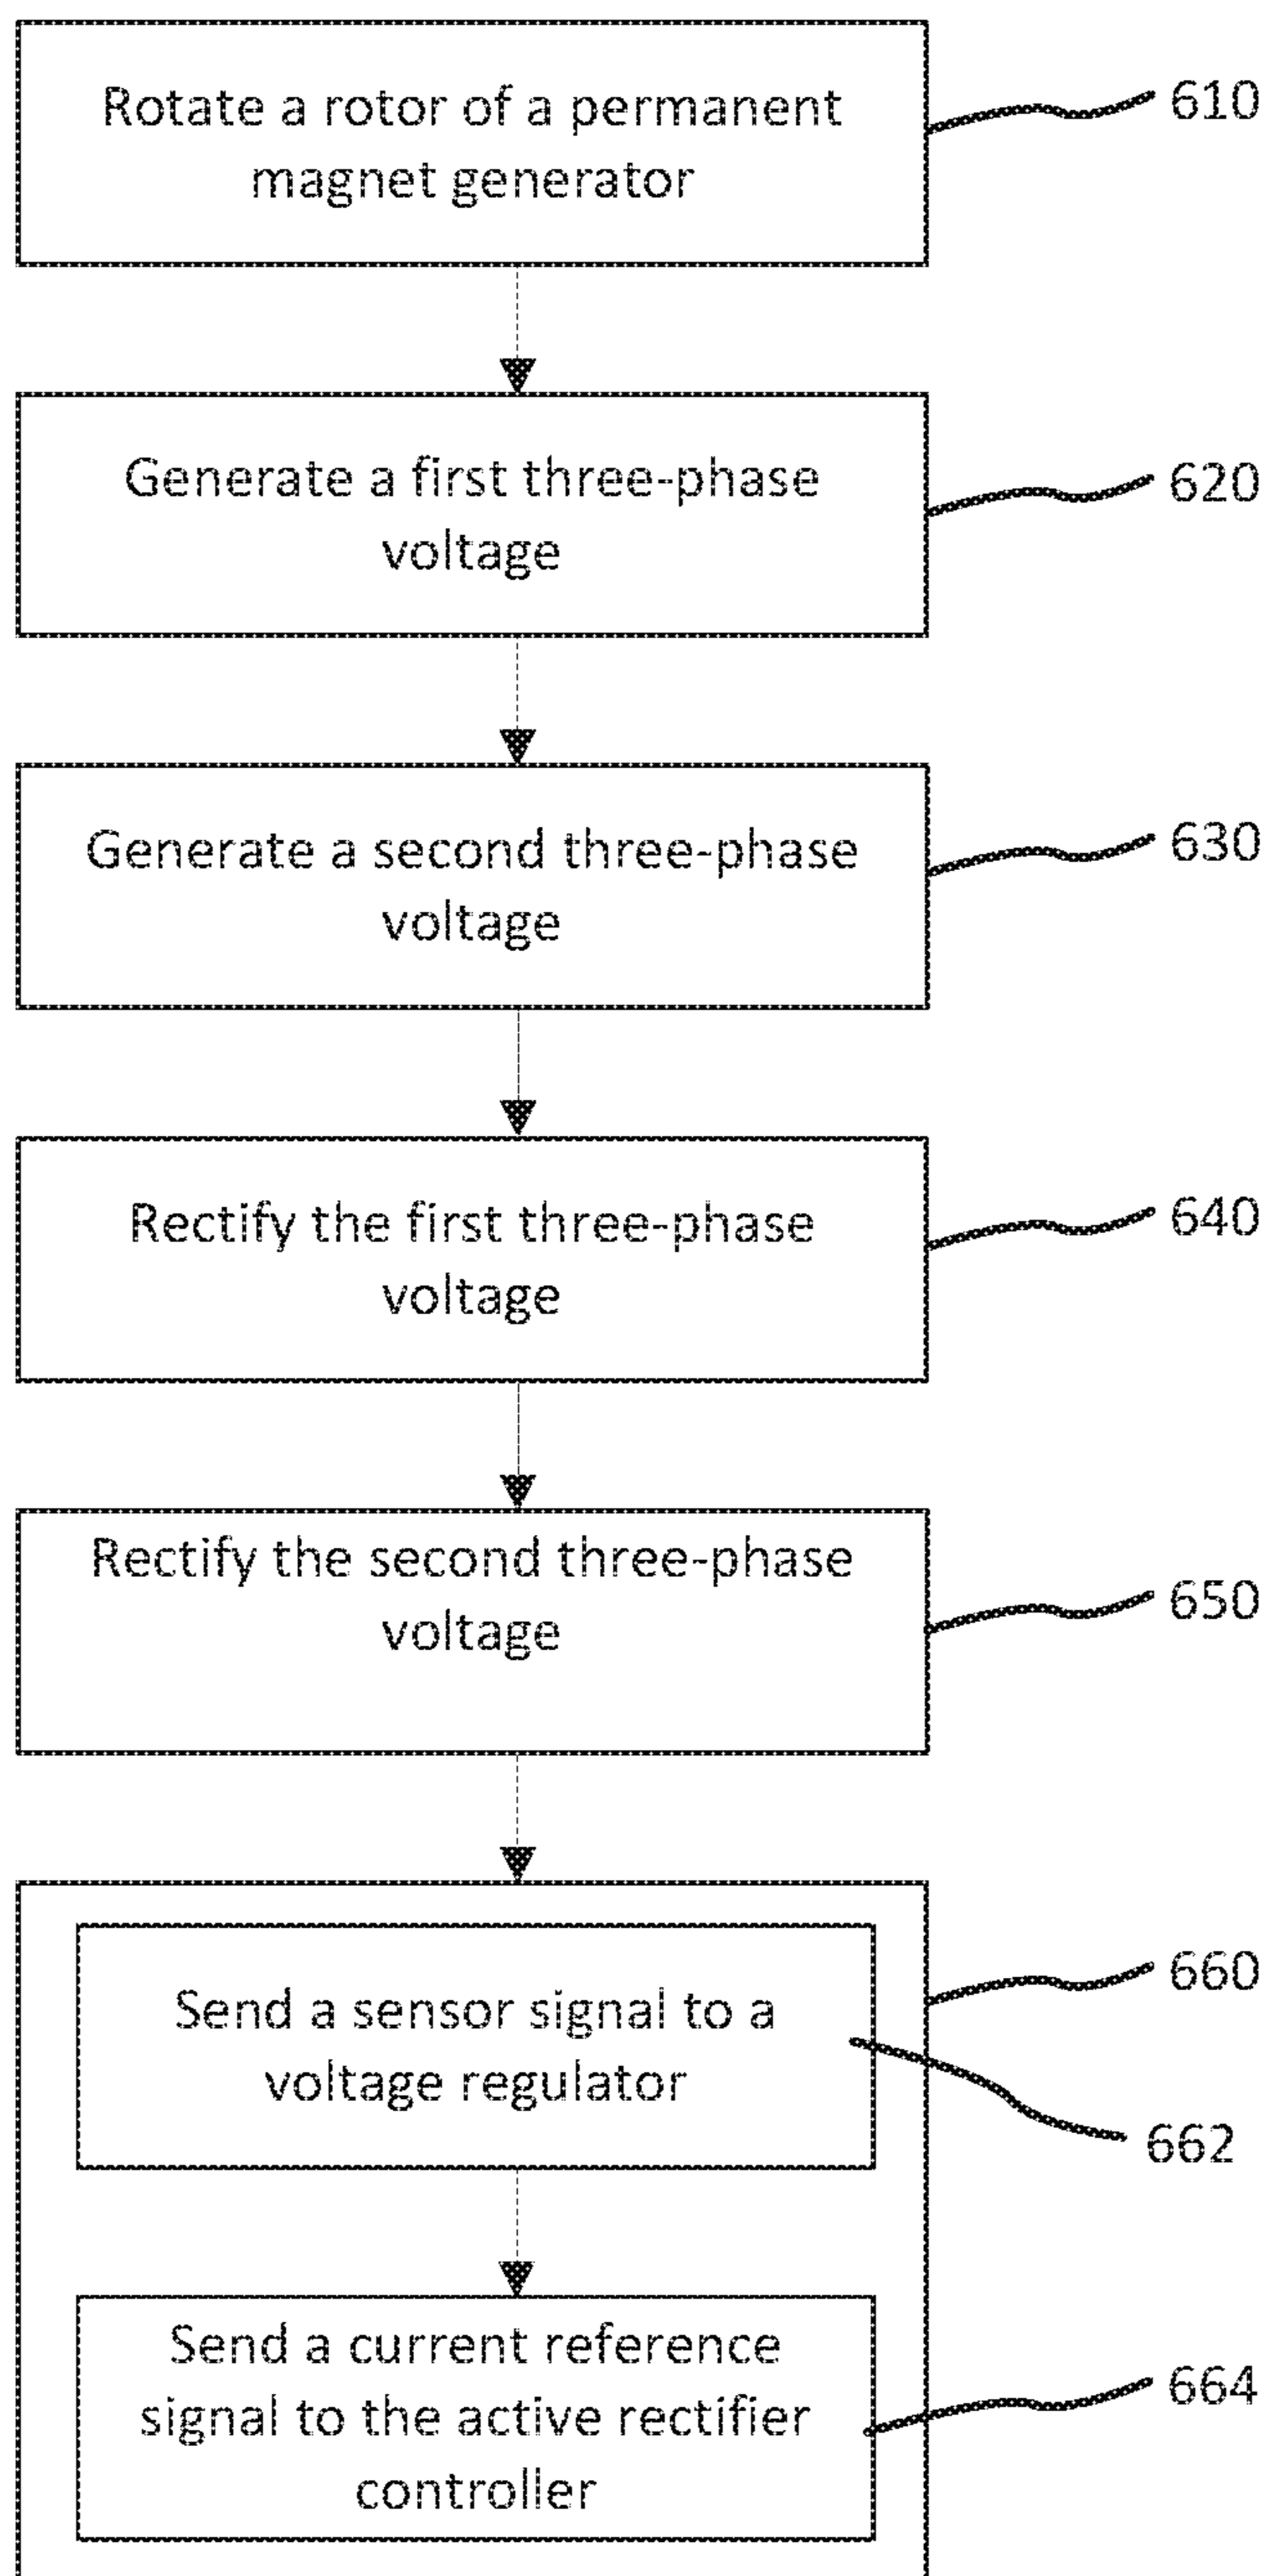 Rotate a rotor of a permanent
magnet generator
610
Generate a first three-phase
voltage
620
Generate a second three-phase
voltage
630
Rectify the first three-phase
voltage
640
Rectify the second three-phase
voltage
650
660
Send a sensor signal to a
voltage regulator
662
Send a current reference
signal to the active rectifier
controller
664